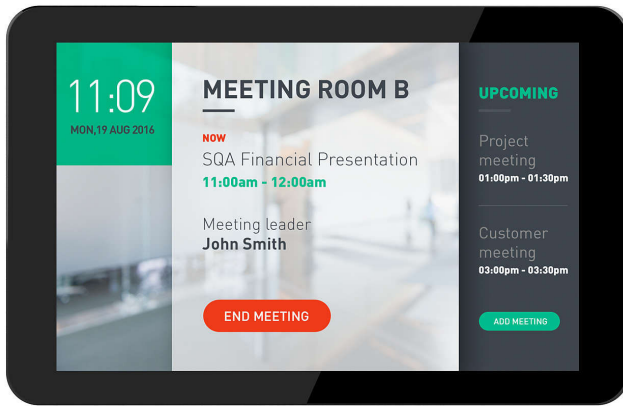 11:09
MON,19 AUG 2016
MEETING ROOM B
NOW
SQA Financial Presentation
11:00am - 12:00am
Meeting leader
John Smith
END MEETING
UPCOMING
Project
meeting
01:00pm - 01:30pm
Customer
meeting
03:00pm - 03:30pm
ADD MEETING